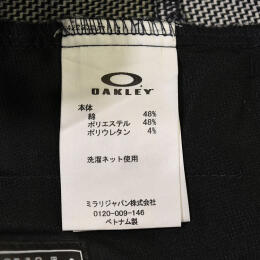 OAKLEY
本体
綿 48%
ポリエステル 48%
ポリウレタン 4%
洗濯ネット使用
ミラリジャパン株式会社
0120-009-146
ベトナム製